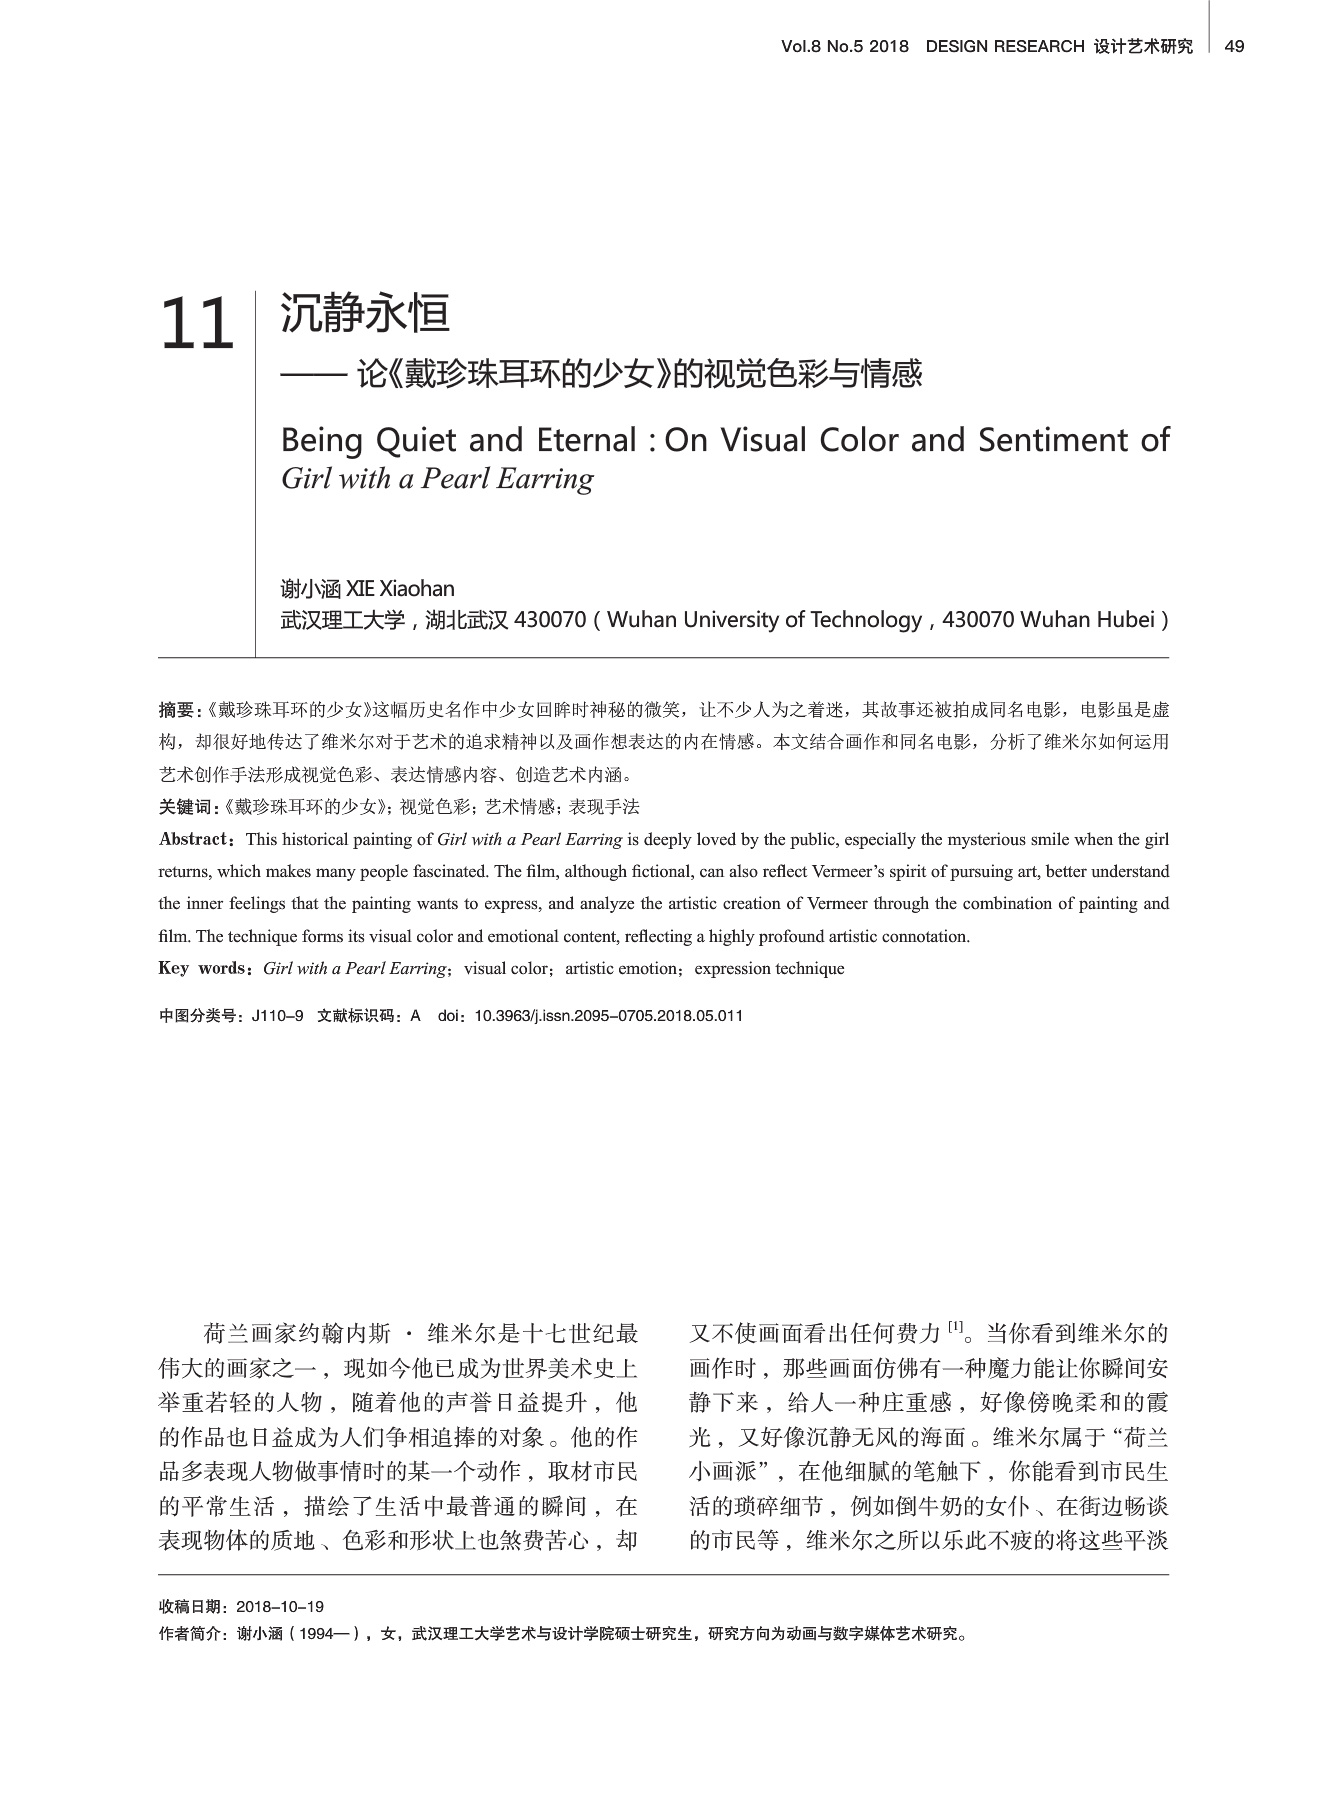 Vol.8 No.5 2018 DESIGN RESEARCH 设计艺术研究 49
11
沉静永恒
—— 论《戴珍珠耳环的少女》的视觉色彩与情感
Being Quiet and Eternal : On Visual Color and Sentiment of
Girl with a Pearl Earring
谢小涵 XIE Xiaohan
武汉理工大学，湖北武汉 430070（Wuhan University of Technology，430070 Wuhan Hubei）
摘要：《戴珍珠耳环的少女》这幅历史名作中少女回眸时神秘的微笑，让不少人为之着迷，其故事还被拍成同名电影，电影虽是虚
构，却很好地传达了维米尔对于艺术的追求精神以及画作想表达的内在情感。本文结合画作和同名电影，分析了维米尔如何运用
艺术创作手法形成视觉色彩、表达情感内容、创造艺术内涵。
关键词：《戴珍珠耳环的少女》；视觉色彩；艺术情感；表现手法
Abstract：This historical painting of Girl with a Pearl Earring is deeply loved by the public, especially the mysterious smile when the girl
returns, which makes many people fascinated. The film, although fictional, can also reflect Vermeer’s spirit of pursuing art, better understand
the inner feelings that the painting wants to express, and analyze the artistic creation of Vermeer through the combination of painting and
film. The technique forms its visual color and emotional content, reflecting a highly profound artistic connotation.
Key words：Girl with a Pearl Earring；visual color；artistic emotion；expression technique
中图分类号：J110–9 文献标识码：A doi：10.3963/j.issn.2095–0705.2018.05.011
荷兰画家约翰内斯·维米尔是十七世纪最
伟大的画家之一，现如今他已成为世界美术史上
举重若轻的人物，随着他的声誉日益提升，他
的作品也日益成为人们争相追捧的对象。他的作
品多表现人物做事情时的某一个动作，取材市民
的平常生活，描绘了生活中最普通的瞬间，在
表现物体的质地、色彩和形状上也煞费苦心，却
又不使画面看出任何费力 [1]。当你看到维米尔的
画作时，那些画面仿佛有一种魔力能让你瞬间安
静下来，给人一种庄重感，好像傍晚柔和的霞
光，又好像沉静无风的海面。维米尔属于“荷兰
小画派”，在他细腻的笔触下，你能看到市民生
活的琐碎细节，例如倒牛奶的女仆、在街边畅谈
的市民等，维米尔之所以乐此不疲的将这些平淡
收稿日期：2018–10–19
作者简介：谢小涵（1994—），女，武汉理工大学艺术与设计学院硕士研究生，研究方向为动画与数字媒体艺术研究。